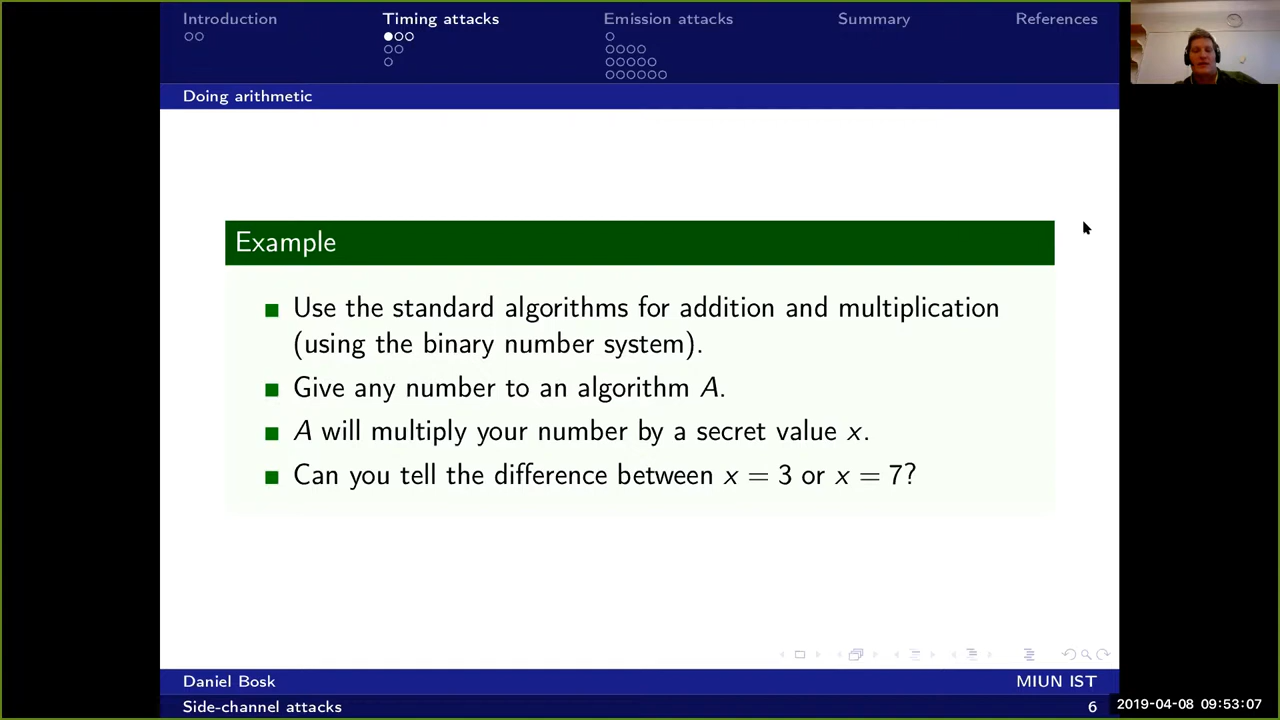 Introduction
Timing attacks
Emission attacks
Summary
References
Doing arithmetic
Example
Use the standard algorithms for addition and multiplication
(using the binary number system).
Give any number to an algorithm A.
A will multiply your number by a secret value x.
Can you tell the difference between x = 3 or x = 7?
Daniel Bosk
MIUN IST
Side-channel attacks
6
2019-04-08 09:53:07